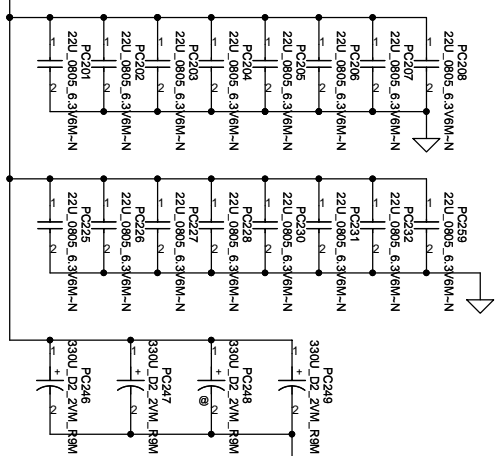 1
2
PC201
22U_0805_6.3V6M~N
1
2
PC202
22U_0805_6.3V6M~N
1
2
PC203
22U_0805_6.3V6M~N
1
2
PC204
22U_0805_6.3V6M~N
1
2
PC205
22U_0805_6.3V6M~N
1
2
PC206
22U_0805_6.3V6M~N
1
2
PC207
22U_0805_6.3V6M~N
1
2
PC208
22U_0805_6.3V6M~N
1
2
PC225
22U_0805_6.3V6M~N
1
2
PC226
22U_0805_6.3V6M~N
1
2
PC227
22U_0805_6.3V6M~N
1
2
PC228
22U_0805_6.3V6M~N
1
2
PC230
22U_0805_6.3V6M~N
1
2
PC231
22U_0805_6.3V6M~N
1
2
PC232
22U_0805_6.3V6M~N
1
2
PC259
22U_0805_6.3V6M~N
1
+
2
PC246
330U_D2_2VM_R9M
1
+
2
PC247
330U_D2_2VM_R9M
1
+
2
@
PC248
330U_D2_2VM_R9M
1
+
2
PC249
330U_D2_2VM_R9M